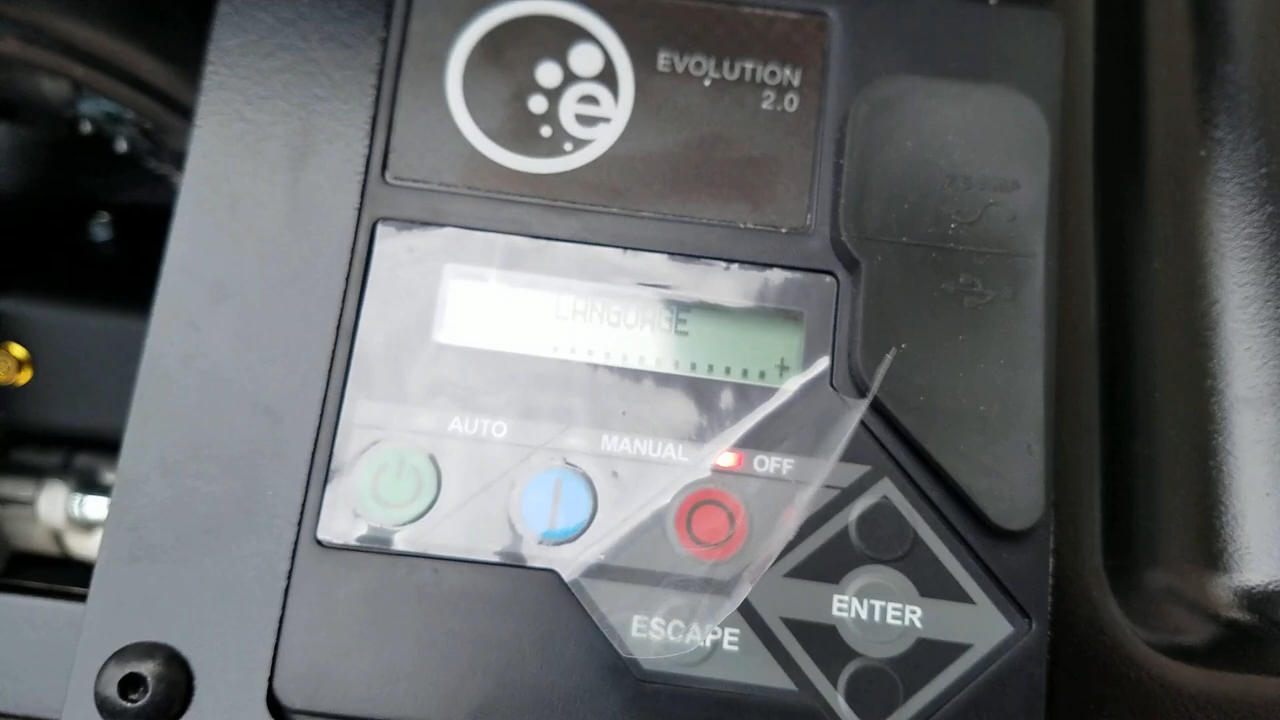 e
EVOLUTION
2.0
LANGUAGE
+
AUTO
MANUAL
OFF
ESCAPE
ENTER